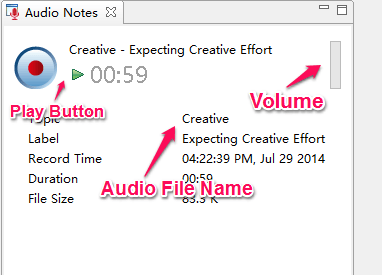 Audio Notes
Creative - Expecting Creative Effort
00:59
Play Button
Volume
Topic Creative
Label Expecting Creative Effort
Record Time 04:22:39 PM, Jul 29 2014
Audio File Name
Duration 00:59
File Size 83.3 K